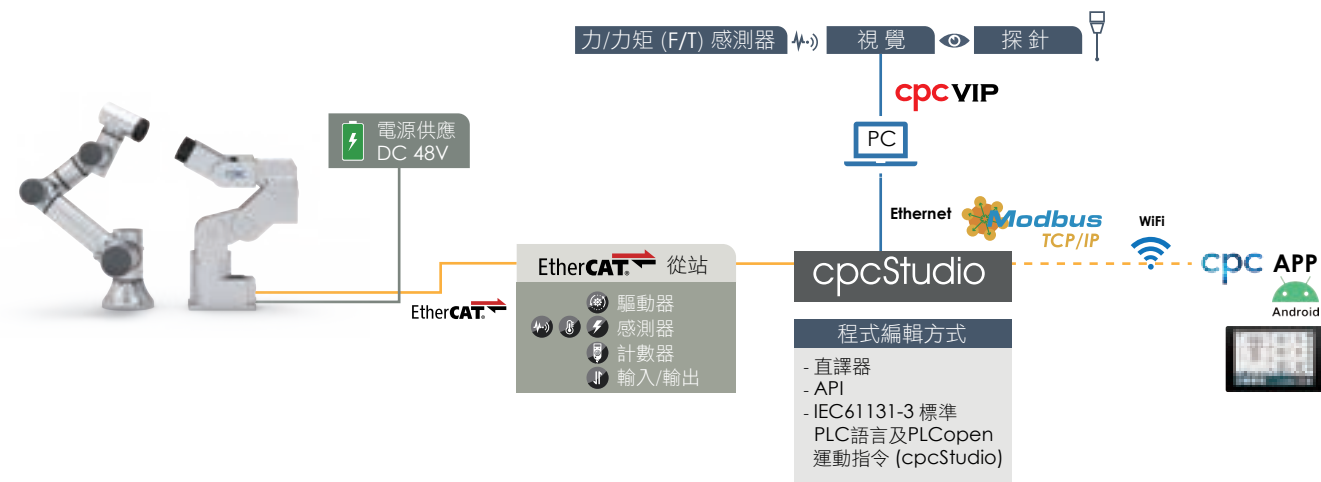 力/力矩 (F/T) 感測器
視覺
探針
cpc VIP
PC
電源供應
DC 48V
Ethernet
Modbus
TCP/IP
WiFi
EtherCAT. 從站
cpcStudio
cpc APP
Android
EtherCAT.
驅動器
感測器
計數器
輸入/輸出
程式編輯方式
- 直譯器
- API
- IEC61131-3 標準
PLC語言及PLCopen
運動指令 (cpcStudio)